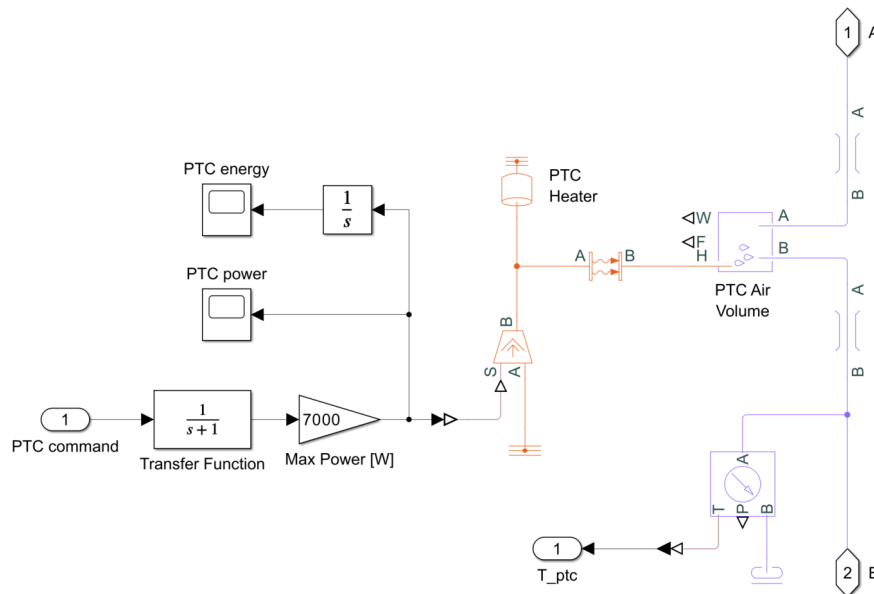 1
A
A
B
PTC energy
1
s
PTC
Heater
W
F
H
A
B
A
B
PTC Air
Volume
PTC power
A
B
B
S
A
1
PTC command
1
s + 1
Transfer Function
7000
Max Power [W]
A
T
P
B
1
T_ptc
2